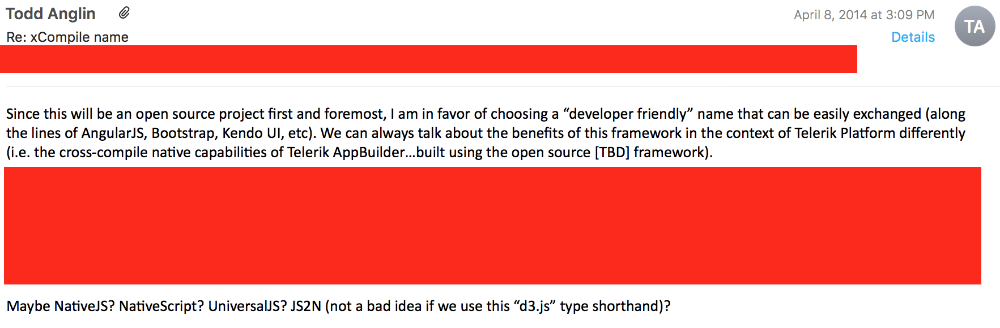 Todd Anglin
April 8, 2014 at 3:09 PM
TA
Re: xCompile name
Details
Since this will be an open source project first and foremost, I am in favor of choosing a “developer friendly” name that can be easily exchanged (along
the lines of AngularJS, Bootstrap, Kendo UI, etc). We can always talk about the benefits of this framework in the context of Telerik Platform differently
(i.e. the cross-compile native capabilities of Telerik AppBuilder...built using the open source [TBD] framework).
Maybe NativeJS? NativeScript? UniversalJS? JS2N (not a bad idea if we use this “d3.js” type shorthand)?